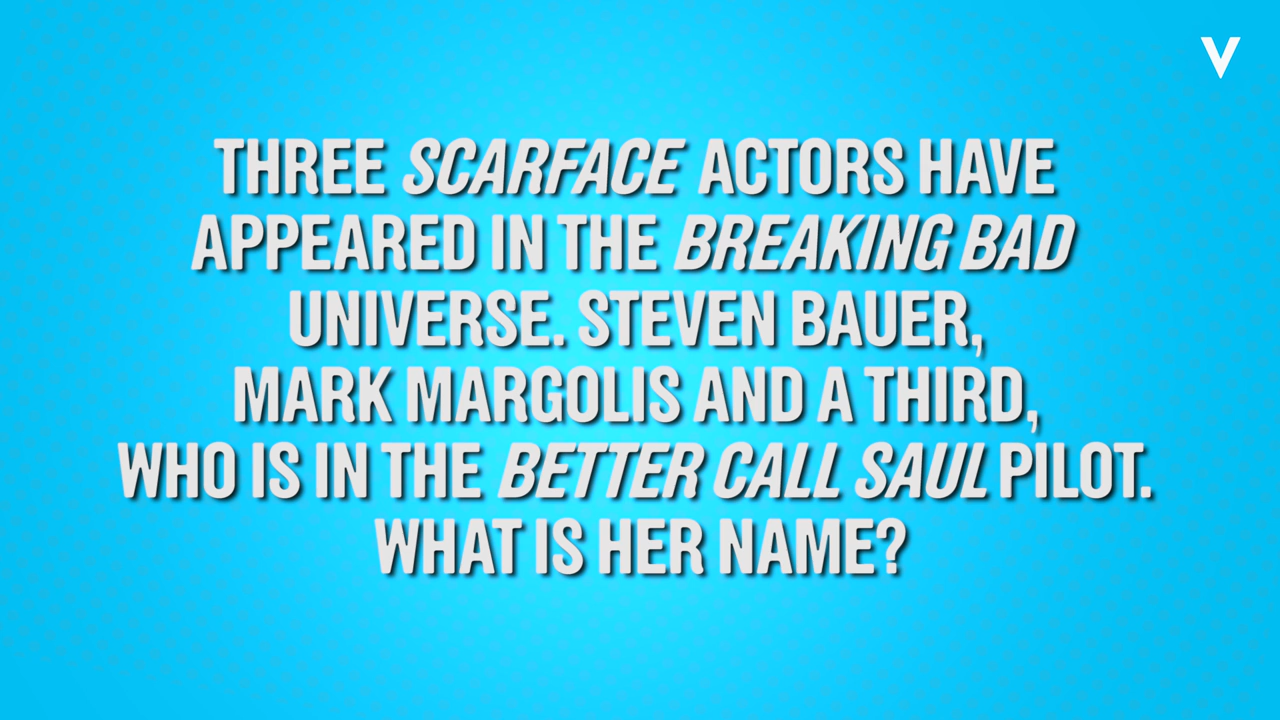 V
THREE SCARFACE ACTORS HAVE
APPEARED IN THE BREAKING BAD
UNIVERSE. STEVEN BAUER,
MARK MARGOLIS AND A THIRD,
WHO IS IN THE BETTER CALL SAUL PILOT.
WHAT IS HER NAME?